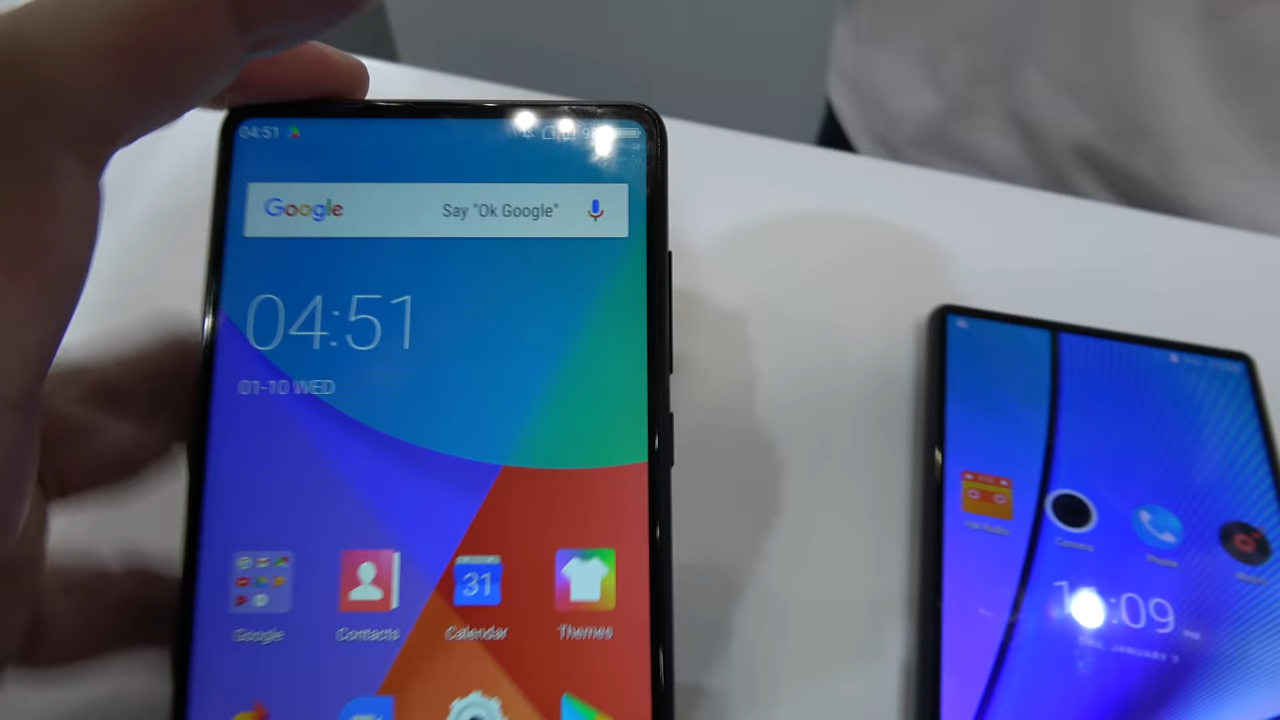 04:51
Google Say "Ok Google"
04:51
01-10 WED
31
Google Contacts Calendar Themes
Camera
Phone
:09
JANUARY